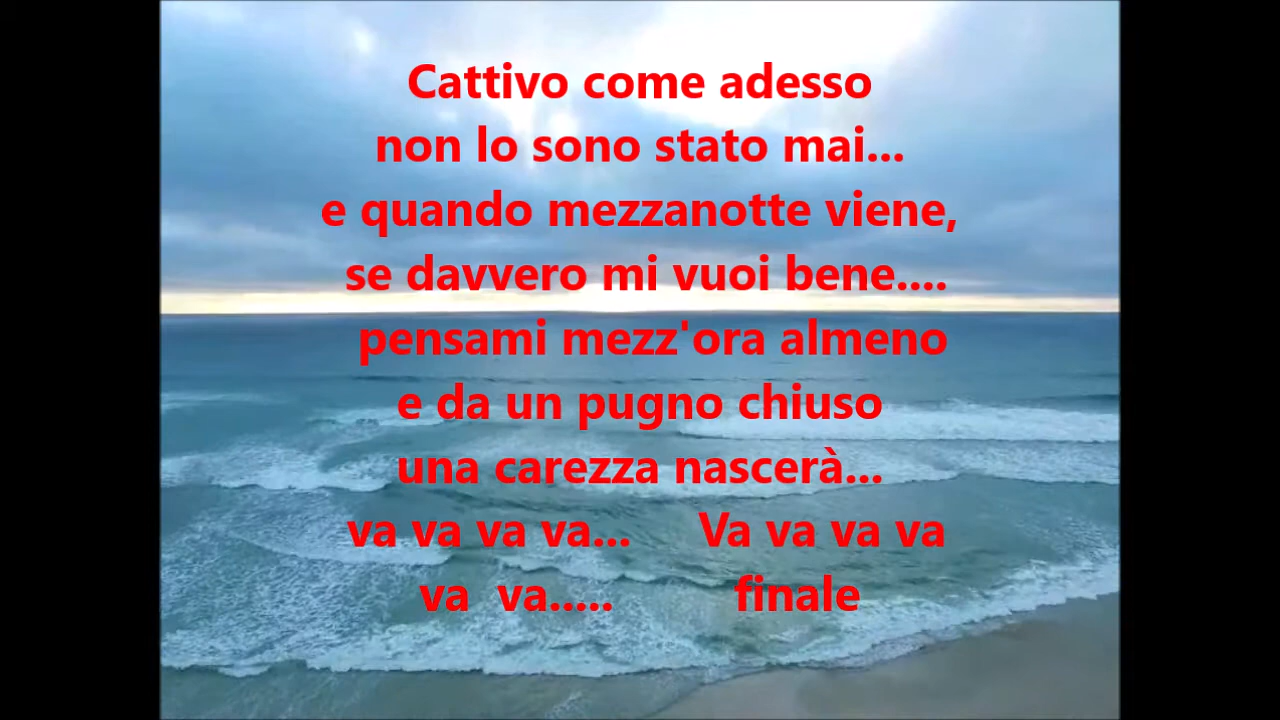 Cattivo come adesso
non lo sono stato mai...
e quando mezzanotte viene,
se davvero mi vuoi bene....
pensami mezz'ora almeno
e da un pugno chiuso
una carezza nascerà...
va va va va... Va va va va
va va..... finale